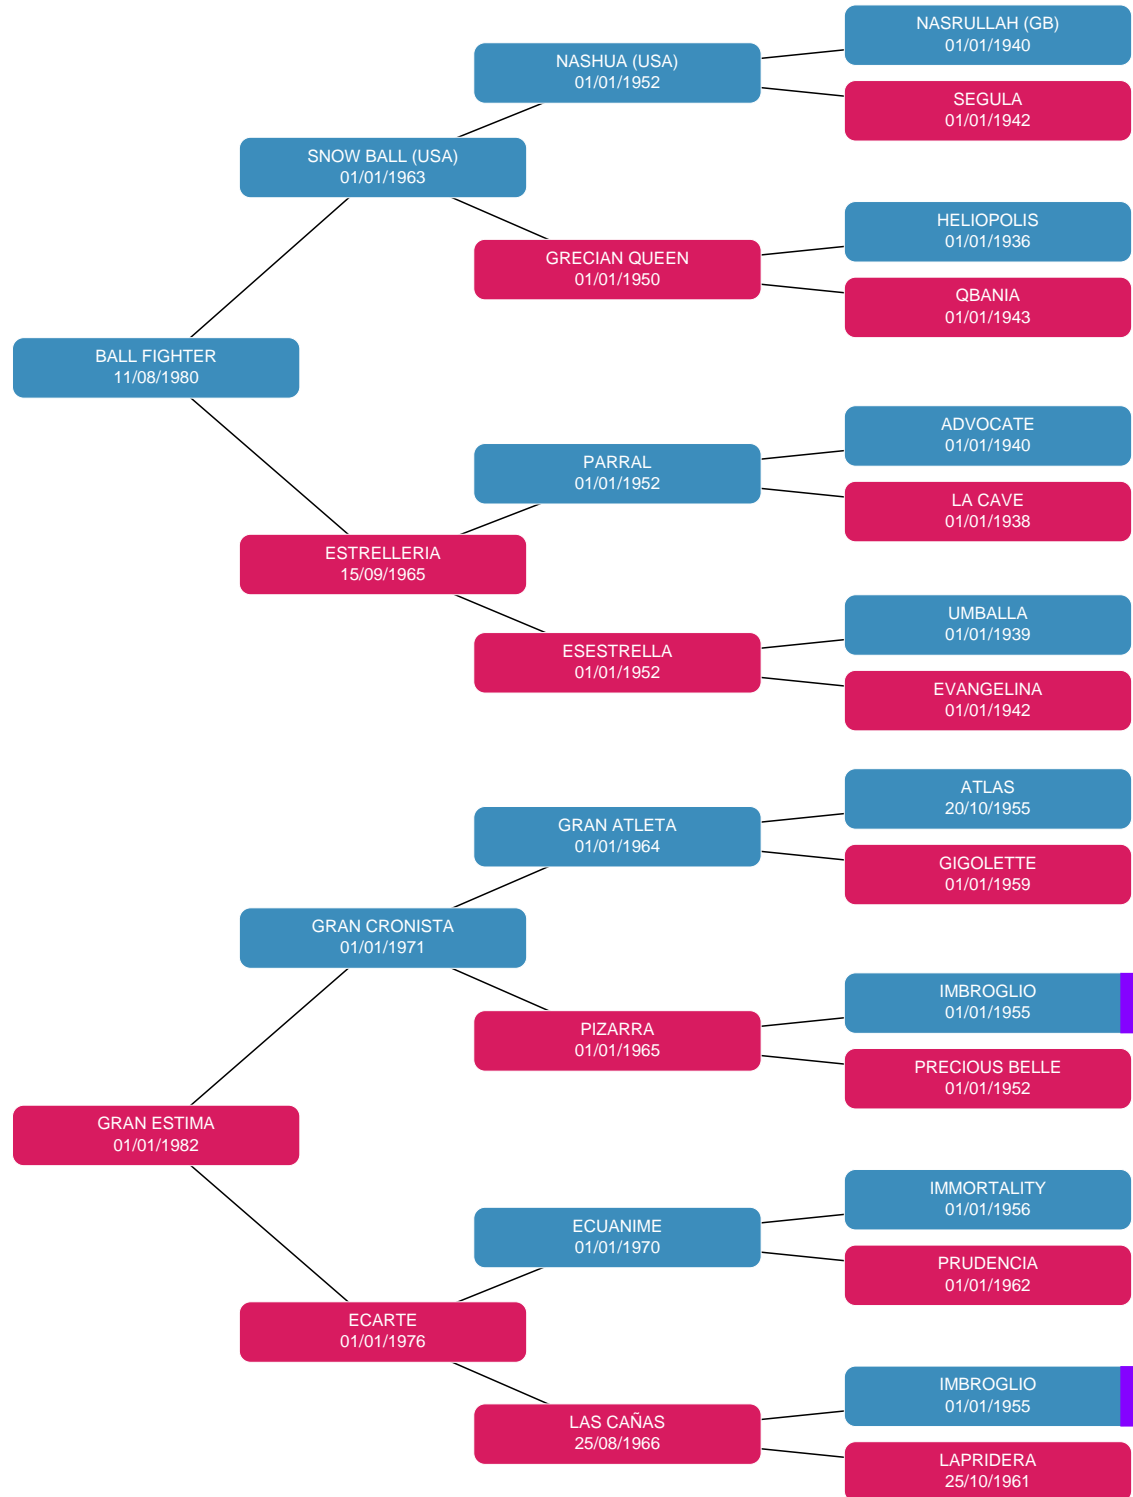 NASRULLAH (GB)
01/01/1940
NASHUA (USA)
01/01/1952
SEGULA
01/01/1942
SNOW BALL (USA)
01/01/1963
HELIOPOLIS
01/01/1936
GRECIAN QUEEN
01/01/1950
QBANIA
01/01/1943
BALL FIGHTER
11/08/1980
ADVOCATE
01/01/1940
PARRAL
01/01/1952
LA CAVE
01/01/1938
ESTRELLERIA
15/09/1965
UMBALLA
01/01/1939
ESESTRELLA
01/01/1952
EVANGELINA
01/01/1942
ATLAS
20/10/1955
GRAN ATLETA
01/01/1964
GIGOLETTE
01/01/1959
GRAN CRONISTA
01/01/1971
IMBROGLIO
01/01/1955
PIZARRA
01/01/1965
PRECIOUS BELLE
01/01/1952
GRAN ESTIMA
01/01/1982
IMMORTALITY
01/01/1956
ECUANIME
01/01/1970
PRUDENCIA
01/01/1962
ECARTE
01/01/1976
IMBROGLIO
01/01/1955
LAS CAÑAS
25/08/1966
LAPRIDERA
25/10/1961